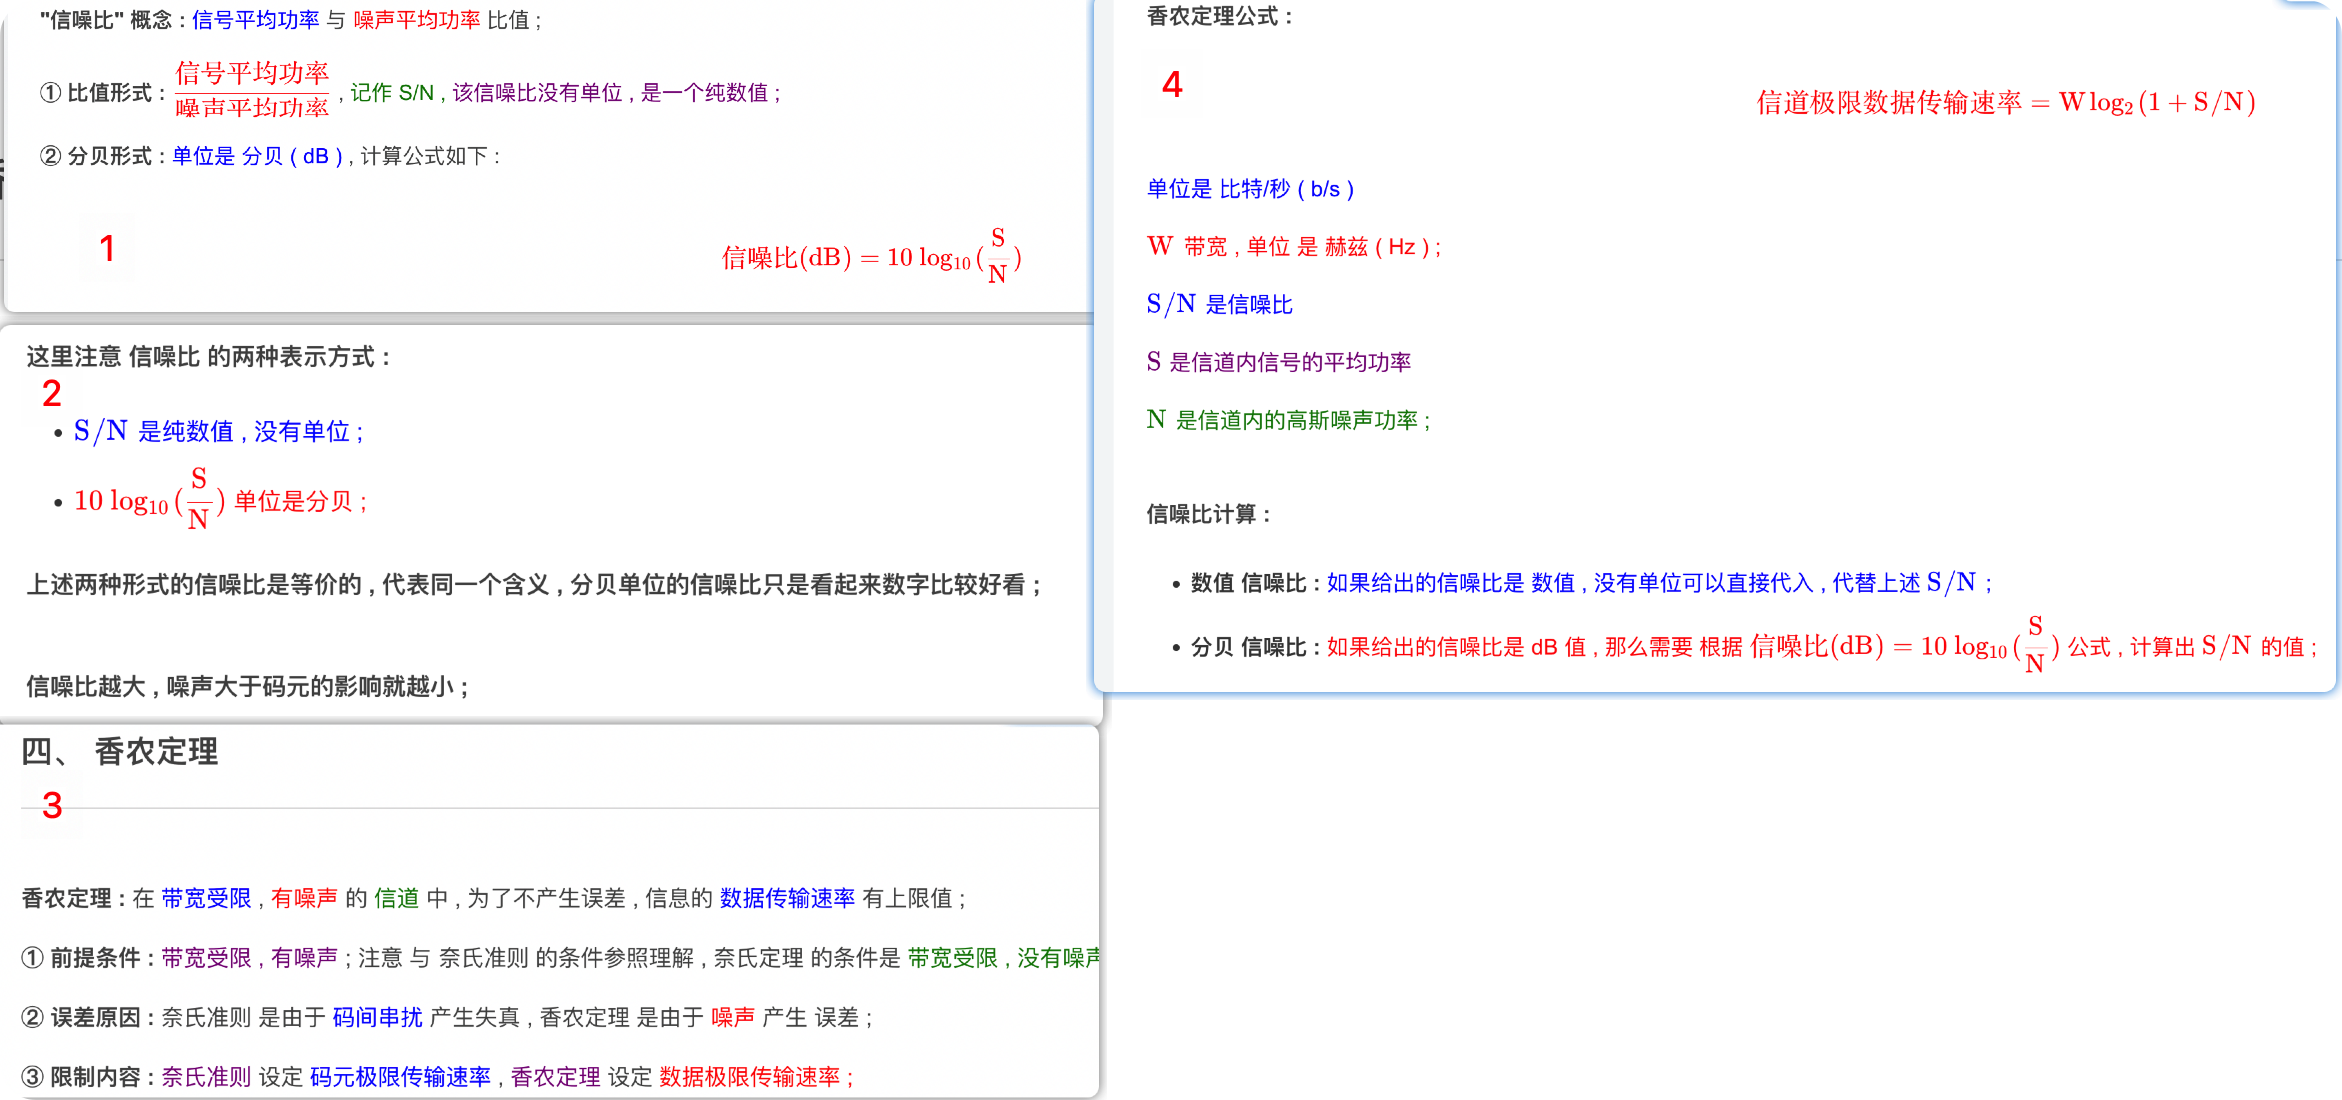 "信噪比" 概念 : 信号平均功率 与 噪声平均功率 比值 ;
① 比值形式 : 信号平均功率/噪声平均功率 , 记作 S/N , 该信噪比没有单位 , 是一个纯数值 ;
② 分贝形式 : 单位是 分贝 ( dB ) , 计算公式如下 :
1
信噪比(dB) = 10 log₁₀(S/N)
这里注意 信噪比 的两种表示方式 :
2
• S/N 是纯数值 , 没有单位 ;
• 10 log₁₀(S/N) 单位是分贝 ;
上述两种形式的信噪比是等价的 , 代表同一个含义 , 分贝单位的信噪比只是看起来数字比较好看 ;
信噪比越大 , 噪声大于码元的影响就越小 ;
四、 香农定理
3
香农定理 : 在 带宽受限 , 有噪声 的 信道 中 , 为了不产生误差 , 信息的 数据传输速率 有上限值 ;
① 前提条件 : 带宽受限 , 有噪声 ; 注意 与 奈氏准则 的条件参照理解 , 奈氏定理 的条件是 带宽受限 , 没有噪声
② 误差原因 : 奈氏准则 是由于 码间串扰 产生失真 , 香农定理 是由于 噪声 产生 误差 ;
③ 限制内容 : 奈氏准则 设定 码元极限传输速率 , 香农定理 设定 数据极限传输速率 ;
香农定理公式 :
4
信道极限数据传输速率 = W log₂(1 + S/N)
单位是 比特/秒 ( b/s )
W 带宽 , 单位 是 赫兹 ( Hz ) ;
S/N 是信噪比
S 是信道内信号的平均功率
N 是信道内的高斯噪声功率 ;
信噪比计算 :
• 数值 信噪比 : 如果给出的信噪比是 数值 , 没有单位可以直接代入 , 代替上述 S/N ;
• 分贝 信噪比 : 如果给出的信噪比是 dB 值 , 那么需要 根据 信噪比(dB) = 10 log₁₀(S/N) 公式 , 计算出 S/N 的值 ;